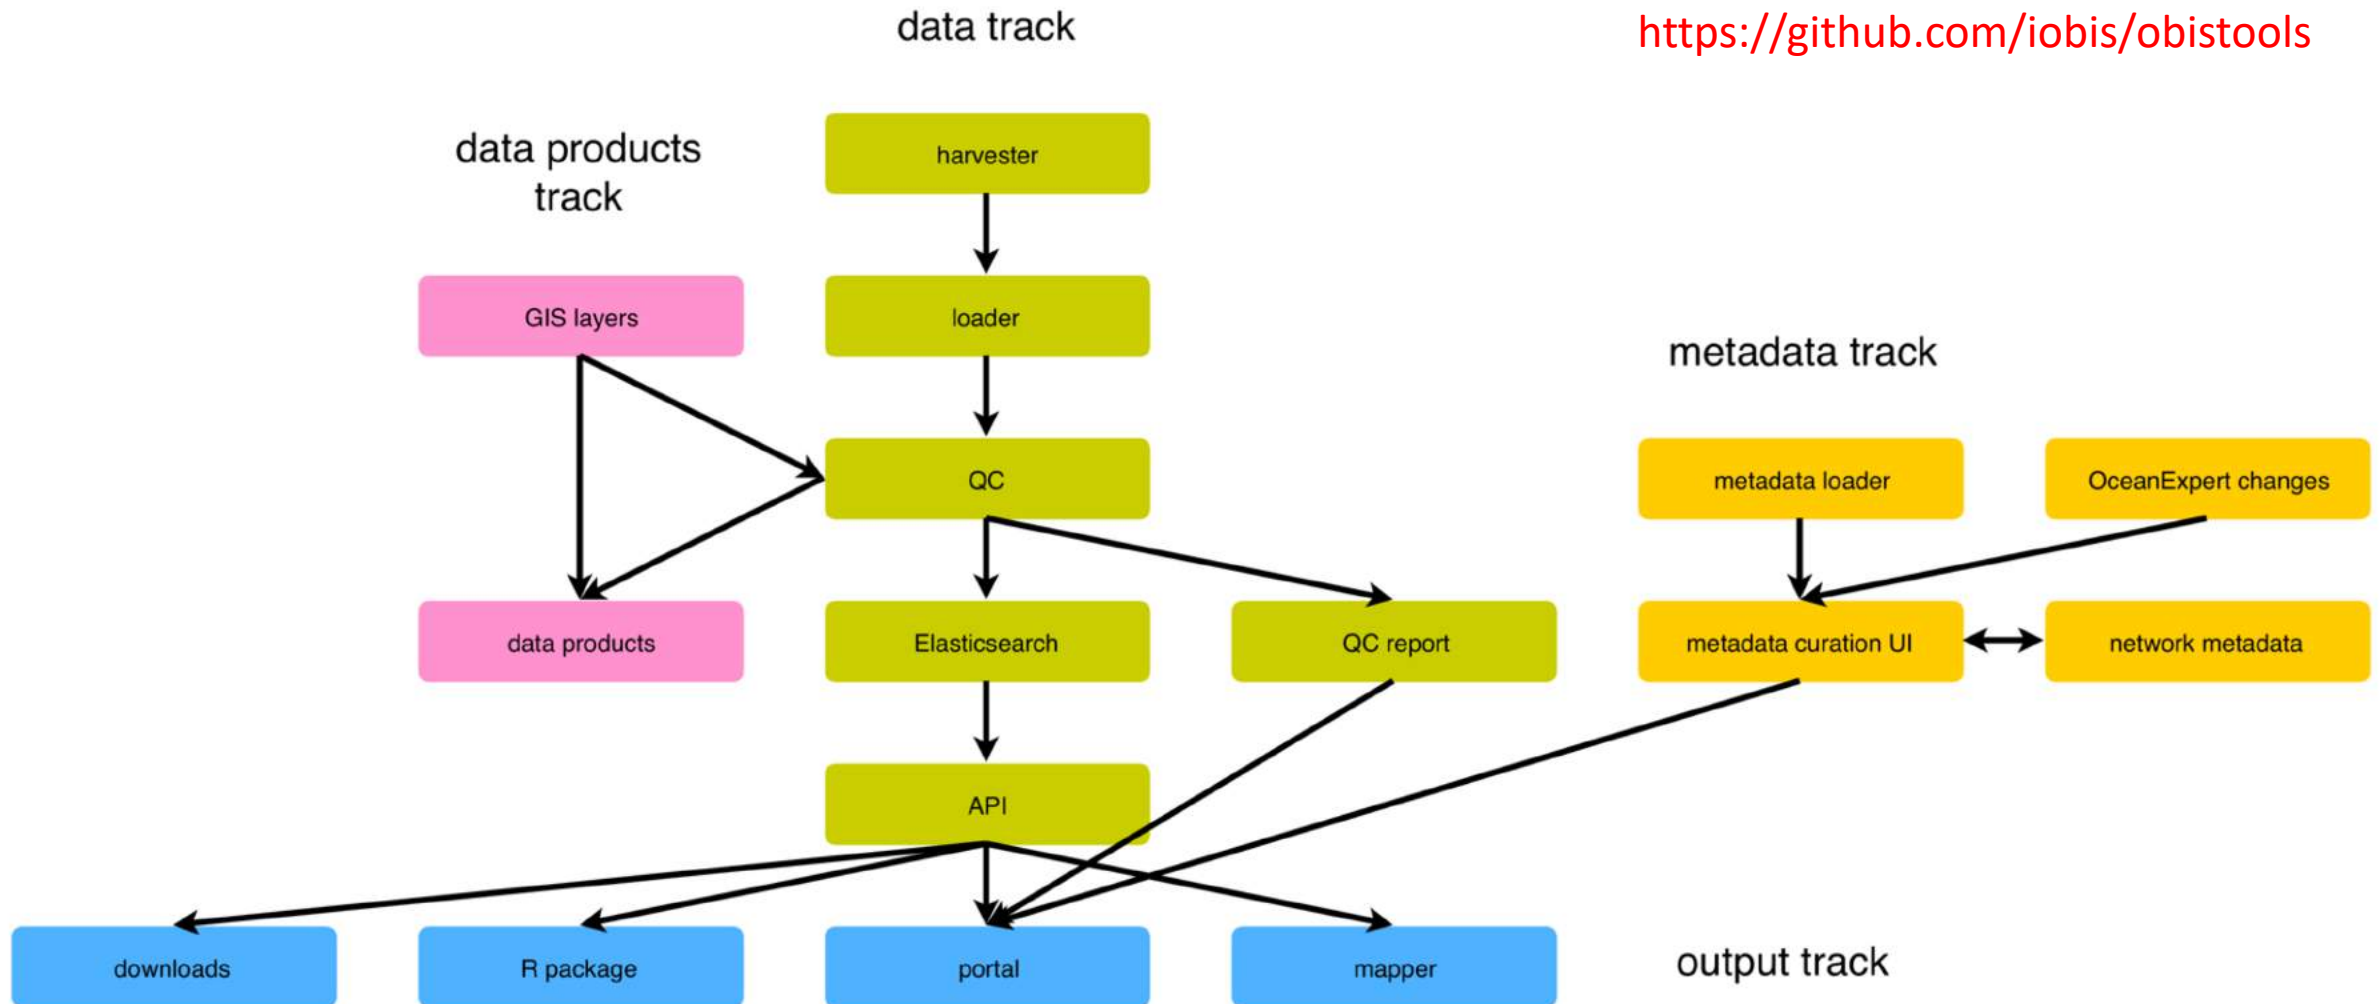 data track
https://github.com/iobis/obistools
data products
track
harvester
GIS layers
loader
metadata track
QC
metadata loader
OceanExpert changes
data products
Elasticsearch
QC report
metadata curation UI
network metadata
API
downloads
R package
portal
mapper
output track